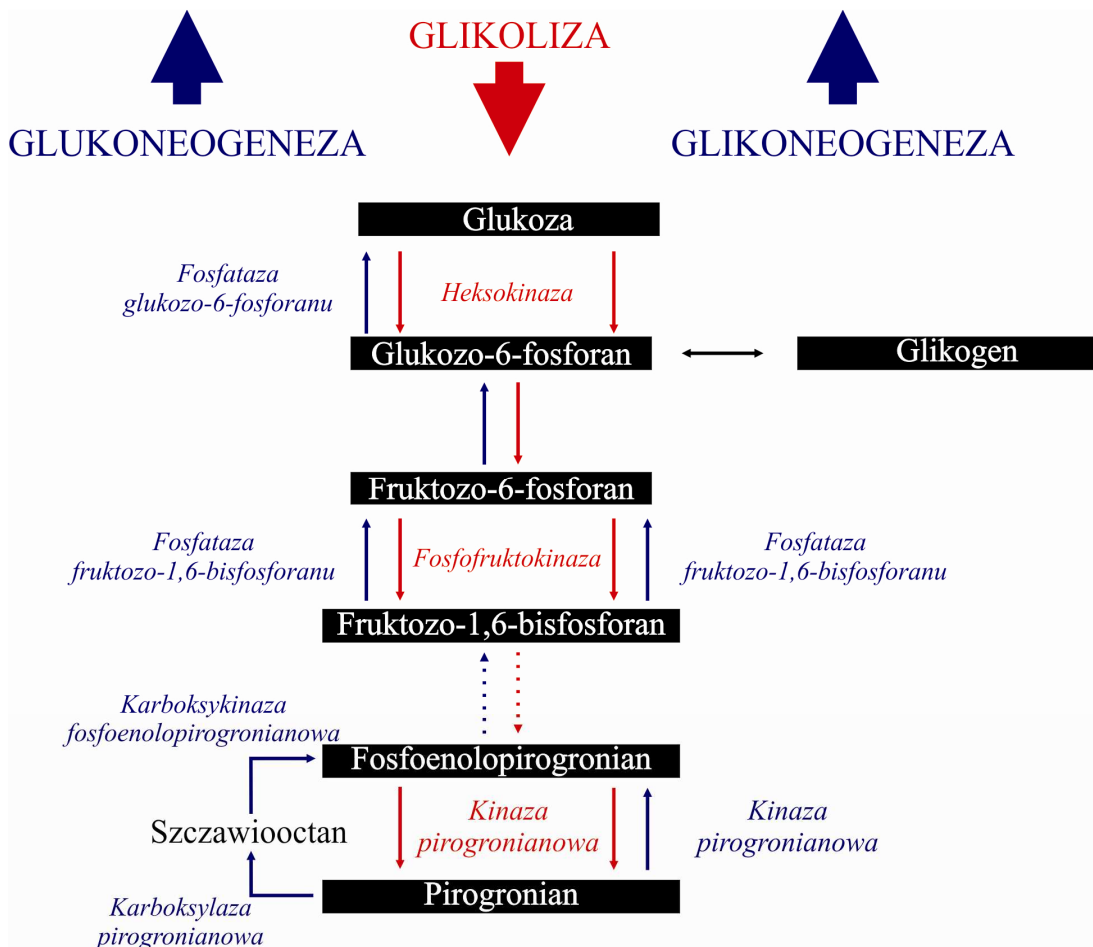 GLIKOLIZA
GLUKONEOGENEZA
GLIKONEOGENEZA
Glukoza
Fosfataza
glukozo-6-fosforanu
Heksokinaza
Glukozo-6-fosforan
Glikogen
Fruktozo-6-fosforan
Fosfataza
fruktozo-1,6-bisfosforanu
Fosfofruktokinaza
Fosfataza
fruktozo-1,6-bisfosforanu
Fruktozo-1,6-bisfosforan
Karboksykinaza
fosfoenolopirogronianowa
Fosfoenolopirogronian
Szczawiooctan
Kinaza
pirogronianowa
Kinaza
pirogronianowa
Pirogronian
Karboksylaza
pirogronianowa